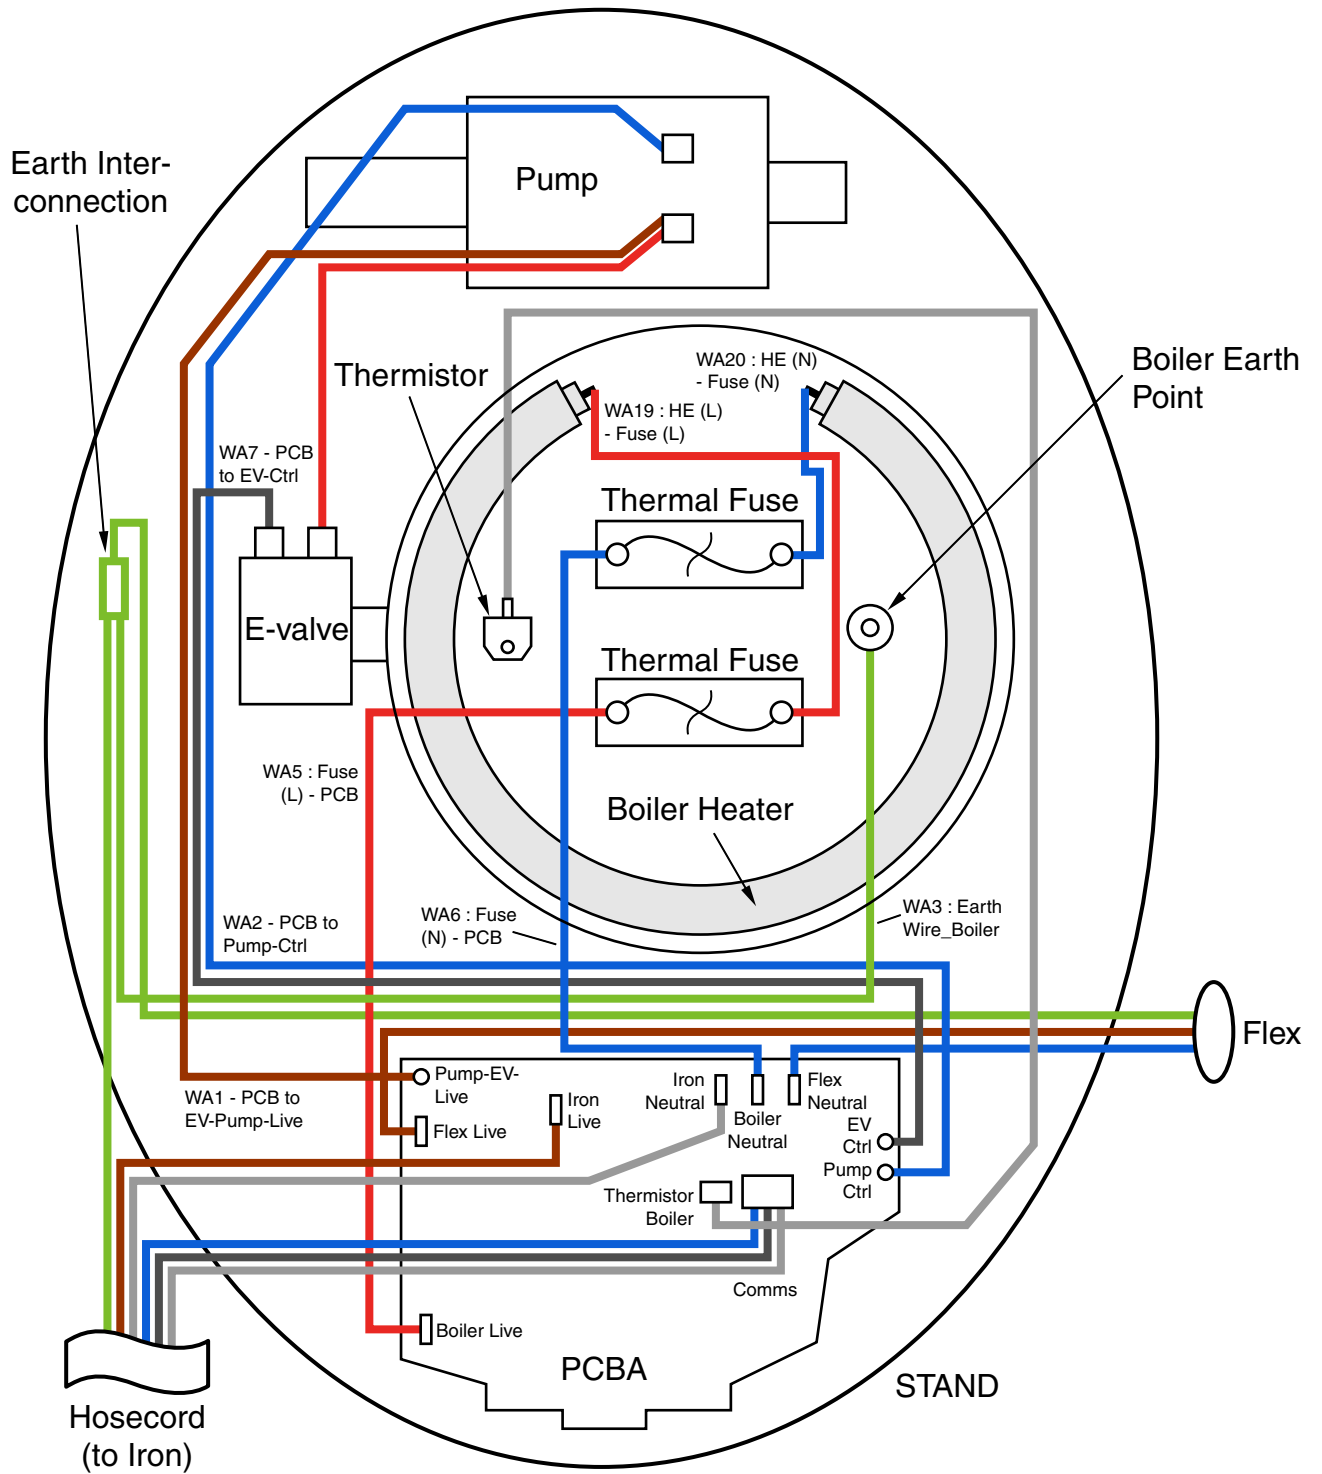 Earth Inter-
connection
Pump
Thermistor
WA20 : HE (N)
- Fuse (N)
WA19 : HE (L)
- Fuse (L)
Boiler Earth
Point
WA7 - PCB
to EV-Ctrl
Thermal Fuse
E-valve
Thermal Fuse
WA5 : Fuse
(L) - PCB
Boiler Heater
WA2 - PCB to
Pump-Ctrl
WA6 : Fuse
(N) - PCB
WA3 : Earth
Wire_Boiler
Flex
WA1 - PCB to
EV-Pump-Live
Pump-EV-
Live
Flex Live
Iron
Live
Iron
Neutral
Boiler
Neutral
Flex
Neutral
EV
Ctrl
Pump
Ctrl
Thermistor
Boiler
Comms
Boiler Live
PCBA
STAND
Hosecord
(to Iron)